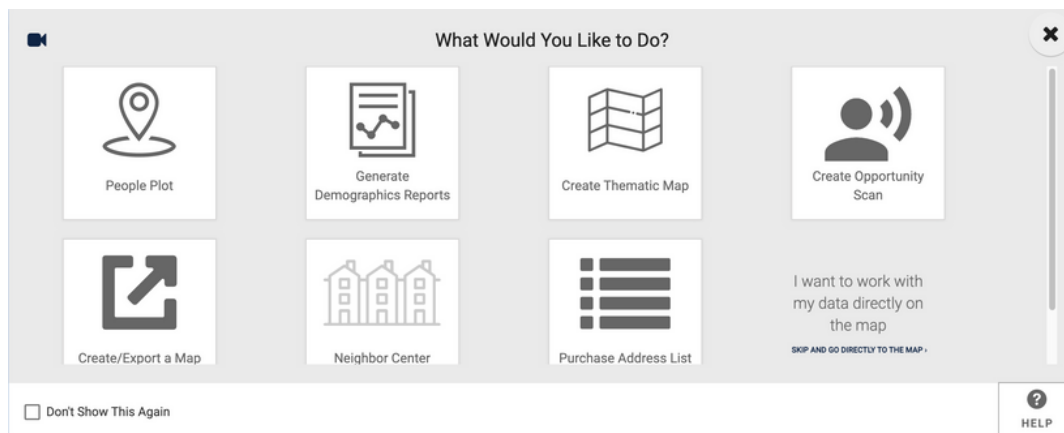 What Would You Like to Do?
People Plot
Generate
Demographics Reports
Create Thematic Map
Create Opportunity
Scan
Create/Export a Map
Neighbor Center
Purchase Address List
I want to work with
my data directly on
the map
SKIP AND GO DIRECTLY TO THE MAP ›
Don't Show This Again
HELP